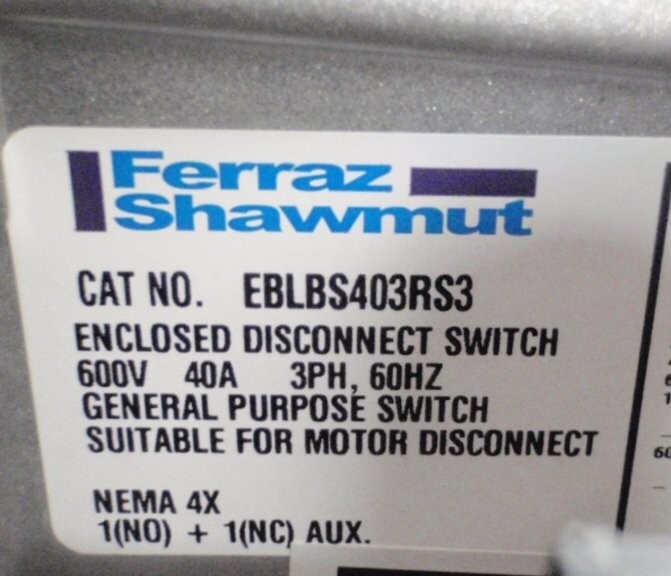 Ferraz
Shawmut
CAT NO. EBLBS403RS3
ENCLOSED DISCONNECT SWITCH
600V 40A 3PH, 60HZ
GENERAL PURPOSE SWITCH
SUITABLE FOR MOTOR DISCONNECT
NEMA 4X
1(NO) + 1(NC) AUX.